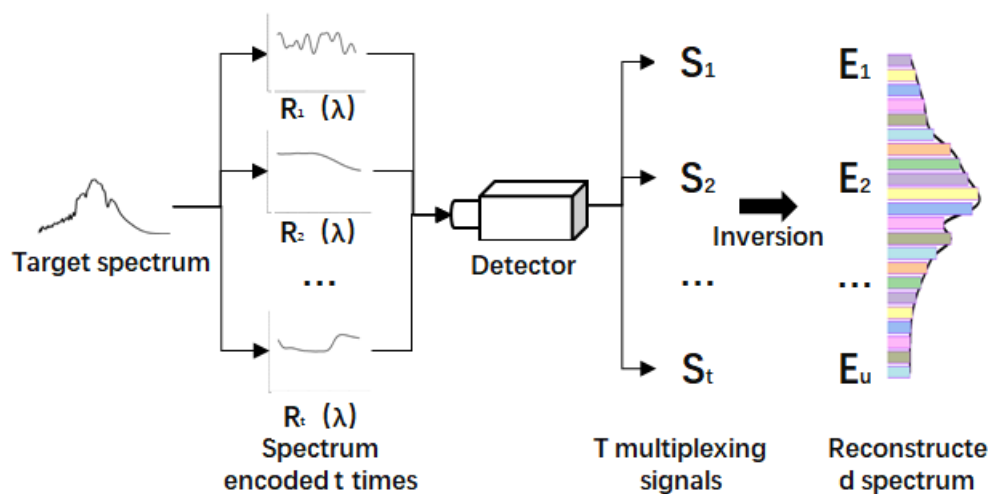 Target spectrum
R₁ (λ)
R₂ (λ)
...
Rₜ (λ)
Spectrum
encoded t times
Detector
S₁
S₂
...
Sₜ
T multiplexing
signals
Inversion
E₁
E₂
...
Eᵤ
Reconstructe
d spectrum